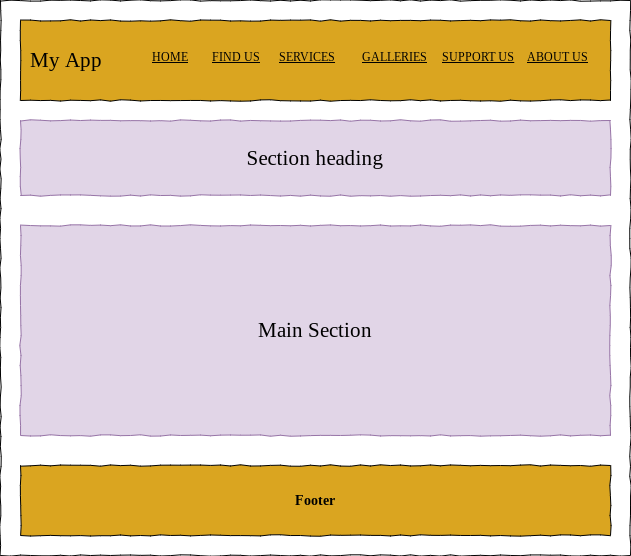 My App HOME FIND US SERVICES GALLERIES SUPPORT US ABOUT US
Section heading
Main Section
Footer